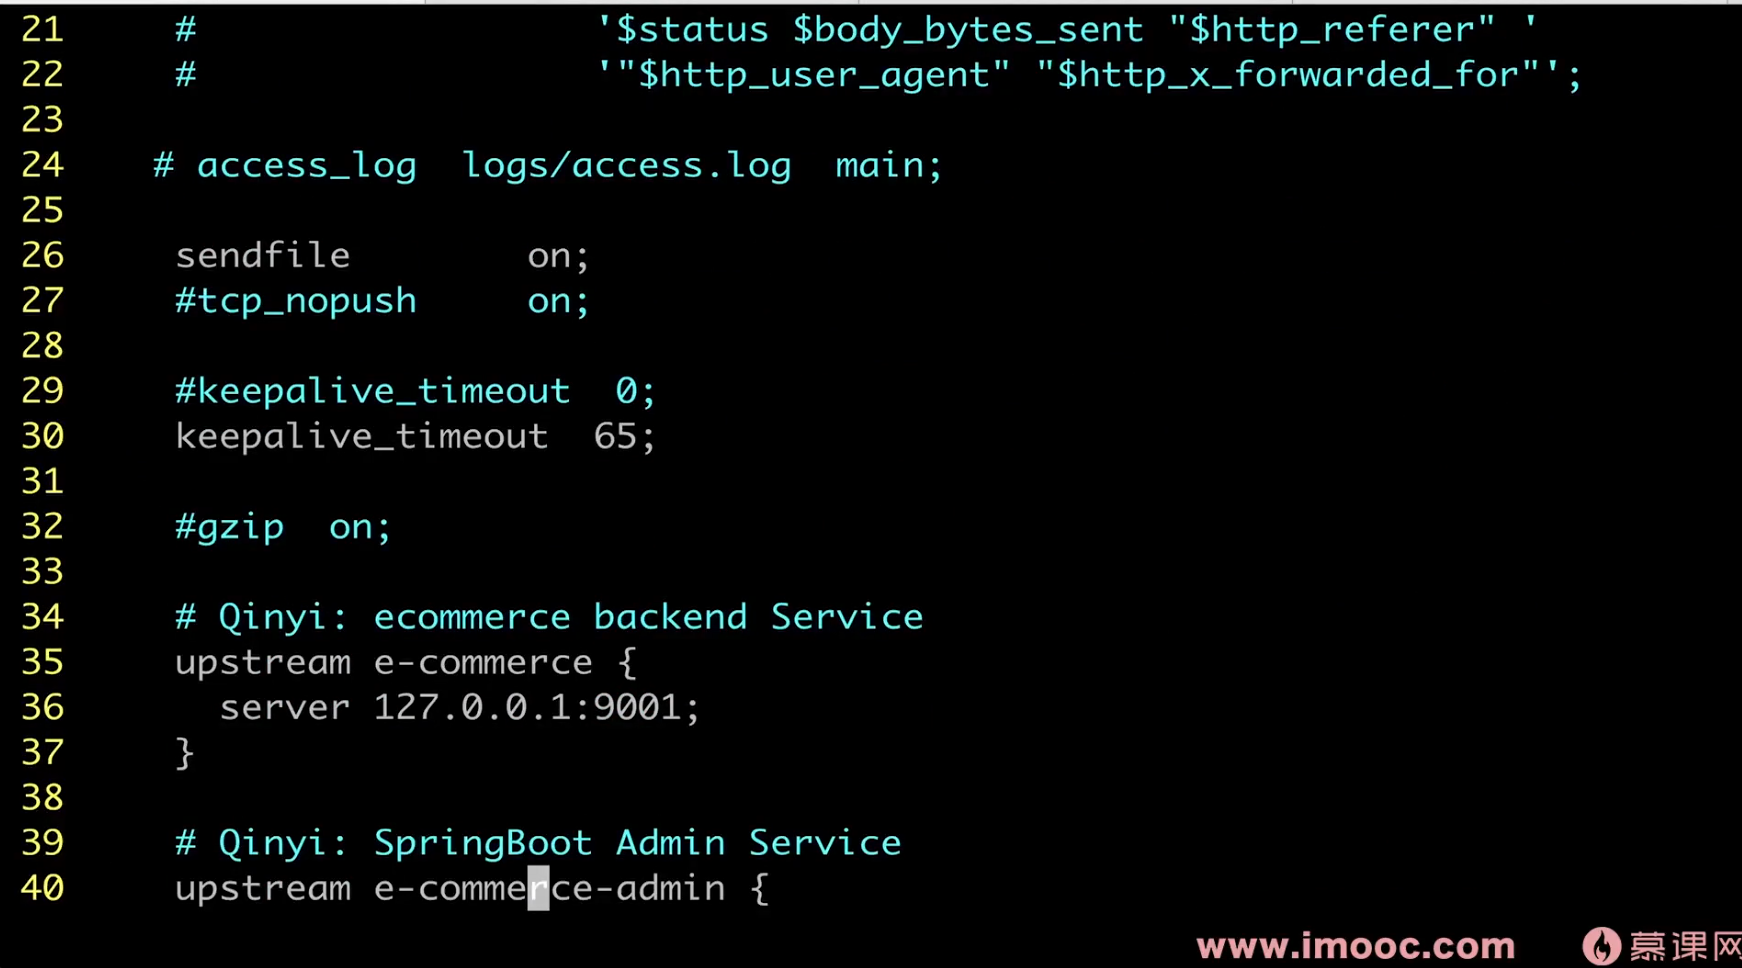 21     #                  '$status $body_bytes_sent "$http_referer" '
22     #                  '"$http_user_agent" "$http_x_forwarded_for"';
23
24    # access_log  logs/access.log  main;
25
26     sendfile        on;
27     #tcp_nopush     on;
28
29     #keepalive_timeout  0;
30     keepalive_timeout  65;
31
32     #gzip  on;
33
34     # Qinyi: ecommerce backend Service
35     upstream e-commerce {
36       server 127.0.0.1:9001;
37     }
38
39     # Qinyi: SpringBoot Admin Service
40     upstream e-commerce-admin {
www.imooc.com 慕课网